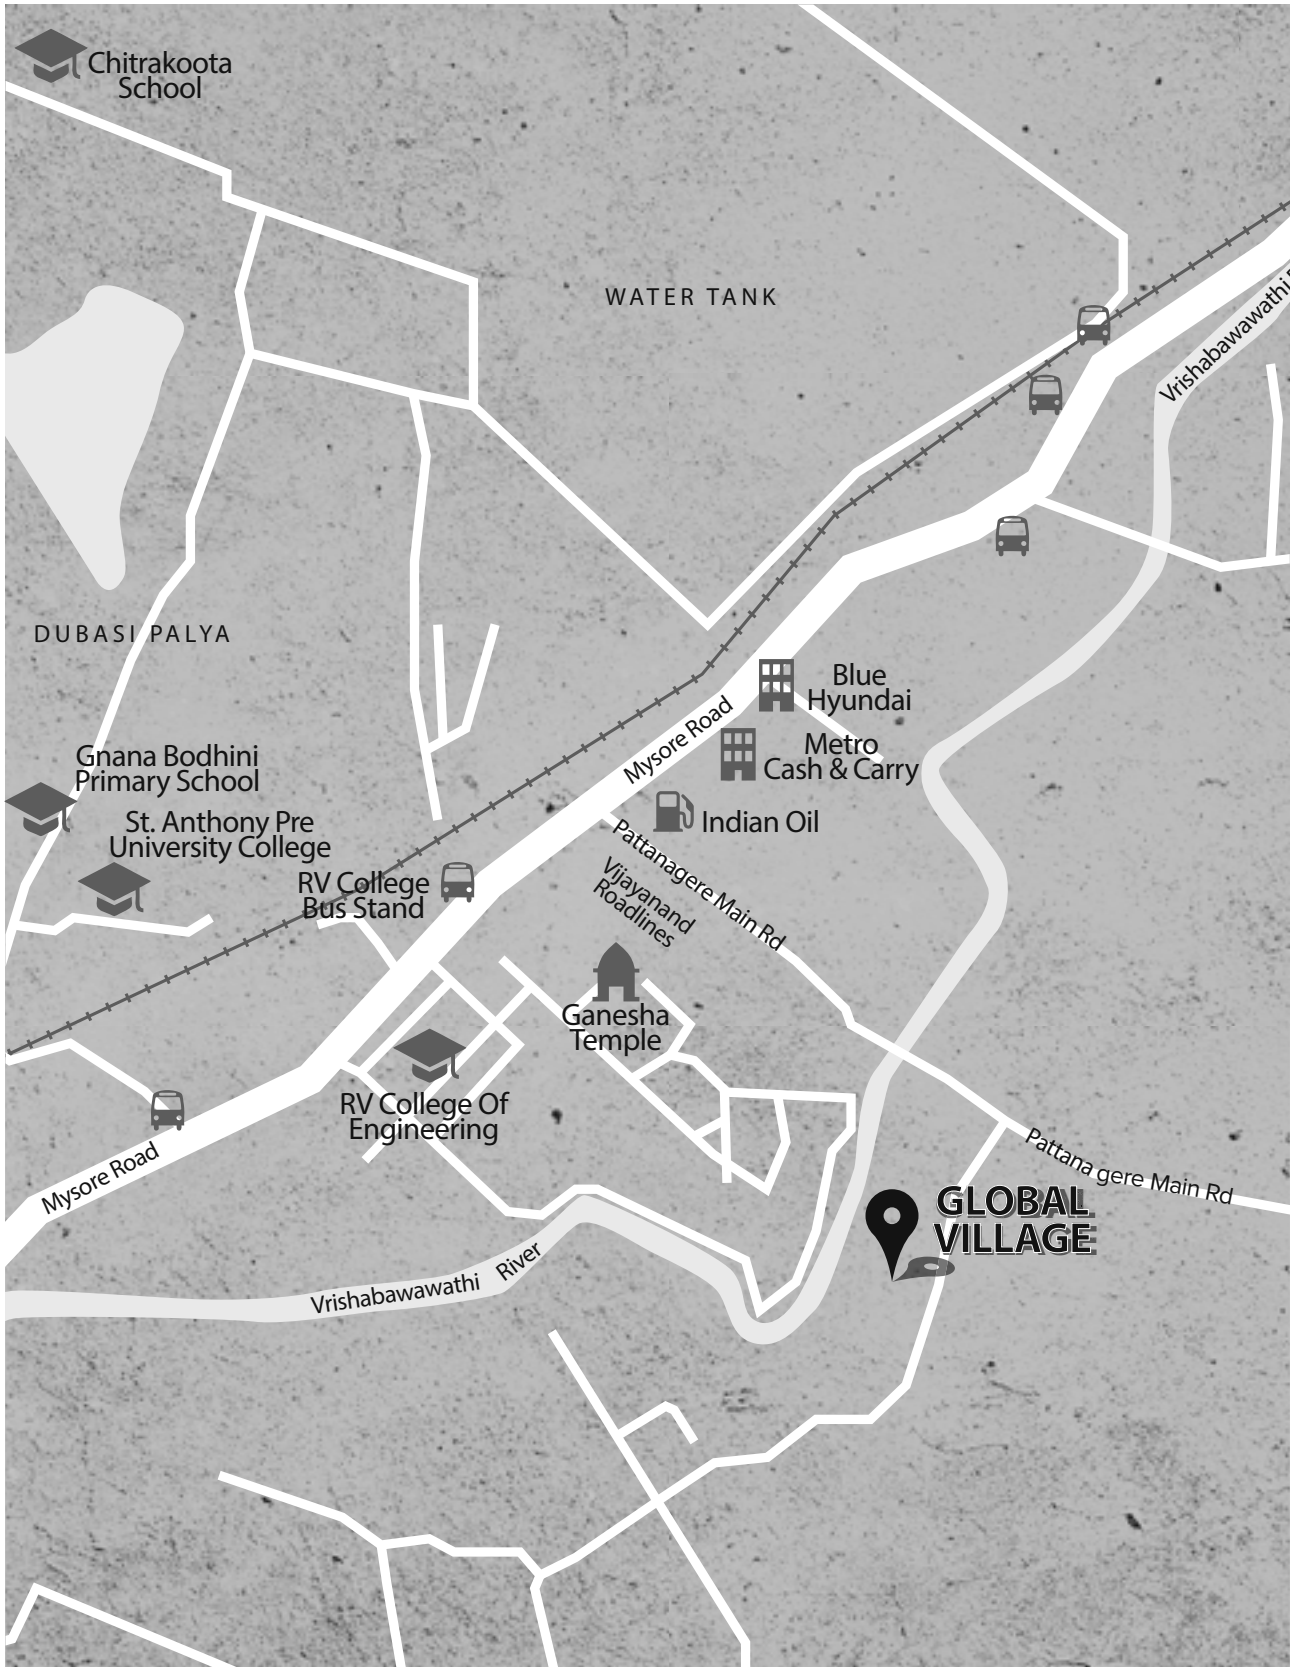 Chitrakoota
School
WATER TANK
Vrishabawawathi
DUBASI PALYA
Blue
Hyundai
Mysore Road
Metro
Cash & Carry
Gnana Bodhini
Primary School
Indian Oil
St. Anthony Pre
University College
Pattanagere Main Rd
Vijayanand
Roadlines
RV College
Bus Stand
Ganesha
Temple
RV College Of
Engineering
Pattana gere Main Rd
Mysore Road
GLOBAL
VILLAGE
Vrishabawawathi River